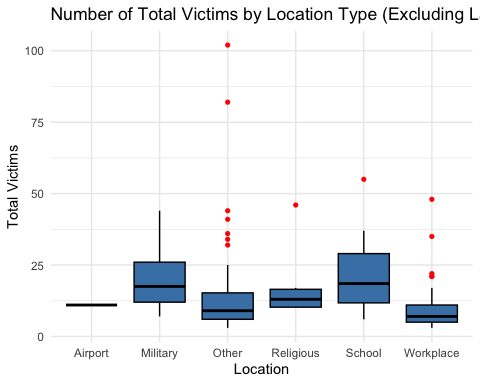 Number of Total Victims by Location Type (Excluding La
100
75
50
25
0
Total Victims
Airport Military Other Religious School Workplace
Location